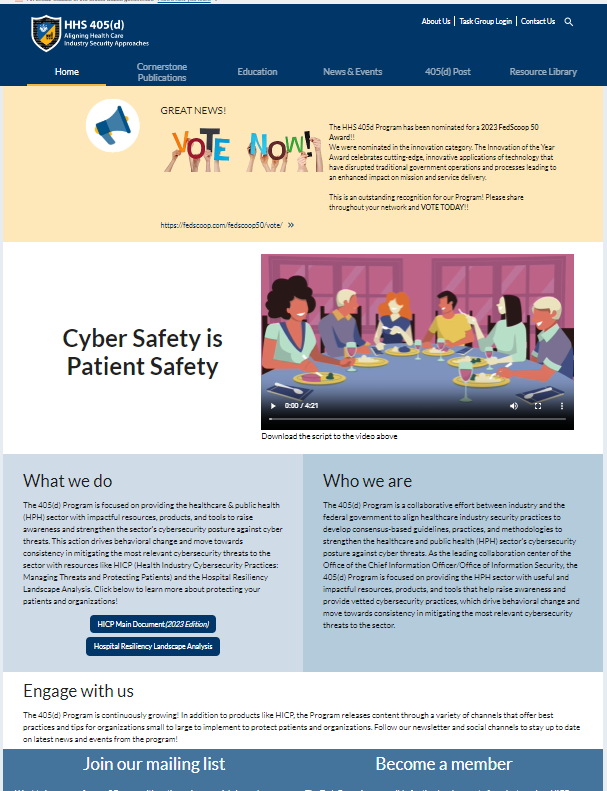 HHS 405(d)
Aligning Health Care
Industry Security Approaches
About Us
Task Group Login
Contact Us
Home
Cornerstone
Publications
Education
News & Events
405(d) Post
Resource Library
GREAT NEWS!
VOTE NOW!
The HHS 405d Program has been nominated for a 2023 FedScoop 50
Award!!
We were nominated in the innovation category. The Innovation of the Year
Award celebrates cutting-edge, innovative applications of technology that
have disrupted traditional government operations and processes leading to
an enhanced impact on mission and service delivery.
This is an outstanding recognition for our Program! Please share
throughout your network and VOTE TODAY!!
https://fedscoop.com/fedscoop50/vote/ »
Cyber Safety is
Patient Safety
0:00 / 4:21
Download the script to the video above
What we do
The 405(d) Program is focused on providing the healthcare & public health
(HPH) sector with impactful resources, products, and tools to raise
awareness and strengthen the sector's cybersecurity posture against cyber
threats. This action drives behavioral change and move towards
consistency in mitigating the most relevant cybersecurity threats to the
sector with resources like HICP (Health Industry Cybersecurity Practices:
Managing Threats and Protecting Patients) and the Hospital Resiliency
Landscape Analysis. Click below to learn more about protecting your
patients and organizations!
HICP Main Document(2023 Edition)
Hospital Resiliency Landscape Analysis
Who we are
The 405(d) Program is a collaborative effort between industry and the
federal government to align healthcare industry security practices to
develop consensus-based guidelines, practices, and methodologies to
strengthen the healthcare and public health (HPH) sector's cybersecurity
posture against cyber threats. As the leading collaboration center of the
Office of the Chief Information Officer/Office of Information Security, the
405(d) Program is focused on providing the HPH sector with useful and
impactful resources, products, and tools that help raise awareness and
provide vetted cybersecurity practices, which drive behavioral change and
move towards consistency in mitigating the most relevant cybersecurity
threats to the sector.
Engage with us
The 405(d) Program is continuously growing! In addition to products like HICP, the Program releases content through a variety of channels that offer best
practices and tips for organizations small to large to implement to protect patients and organizations. Follow our newsletter and social channels to stay up to date
on latest news and events from the program!
Join our mailing list
Become a member